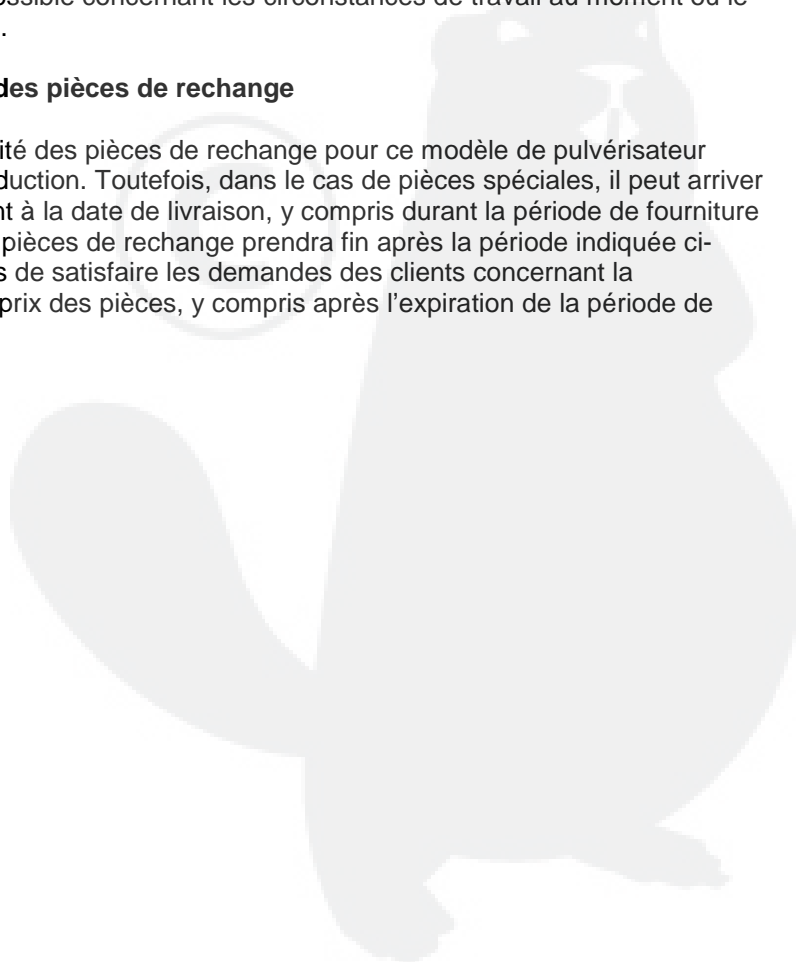 ossible concernant les circonstances de travail au moment où le
.
des pièces de rechange
ité des pièces de rechange pour ce modèle de pulvérisateur
duction. Toutefois, dans le cas de pièces spéciales, il peut arriver
nt à la date de livraison, y compris durant la période de fourniture
pièces de rechange prendra fin après la période indiquée ci-
s de satisfaire les demandes des clients concernant la
prix des pièces, y compris après l’expiration de la période de
©